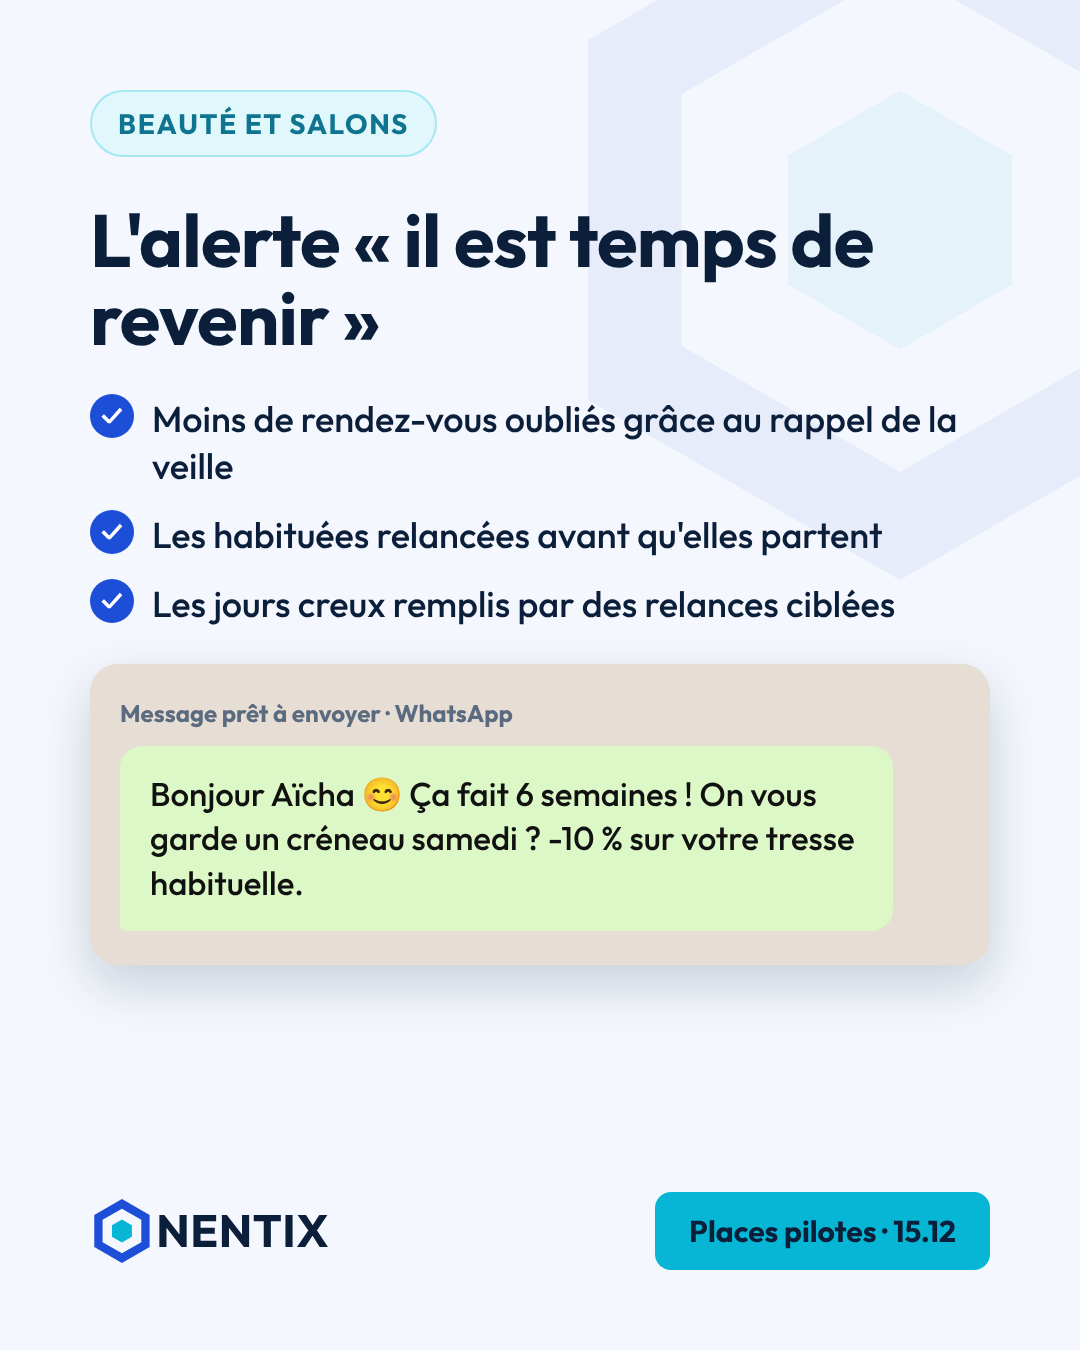 BEAUTÉ ET SALONS
L'alerte « il est temps de
revenir »
Moins de rendez-vous oubliés grâce au rappel de la
veille
Les habituées relancées avant qu'elles partent
Les jours creux remplis par des relances ciblées
Message prêt à envoyer · WhatsApp
Bonjour Aïcha 😊 Ça fait 6 semaines ! On vous
garde un créneau samedi ? -10 % sur votre tresse
habituelle.
NENTIX
Places pilotes · 15.12